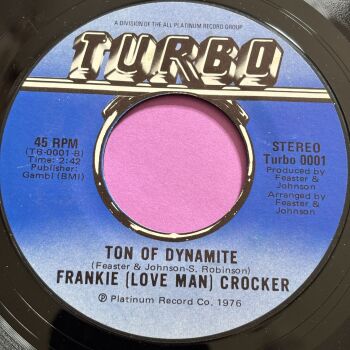 A DIVISION OF THE ALL PLATINUM RECORD GROUP
TURBO
45 RPM
(TR-0001-B)
Time: 2:42
Publisher:
Gambi (BMI)
STEREO
Turbo 0001
Produced by
Feaster &
Johnson
Arranged by
Feaster &
Johnson
TON OF DYNAMITE
(Feaster & Johnson-S. Robinson)
FRANKIE (LOVE MAN) CROCKER
Ⓟ Platinum Record Co. 1976